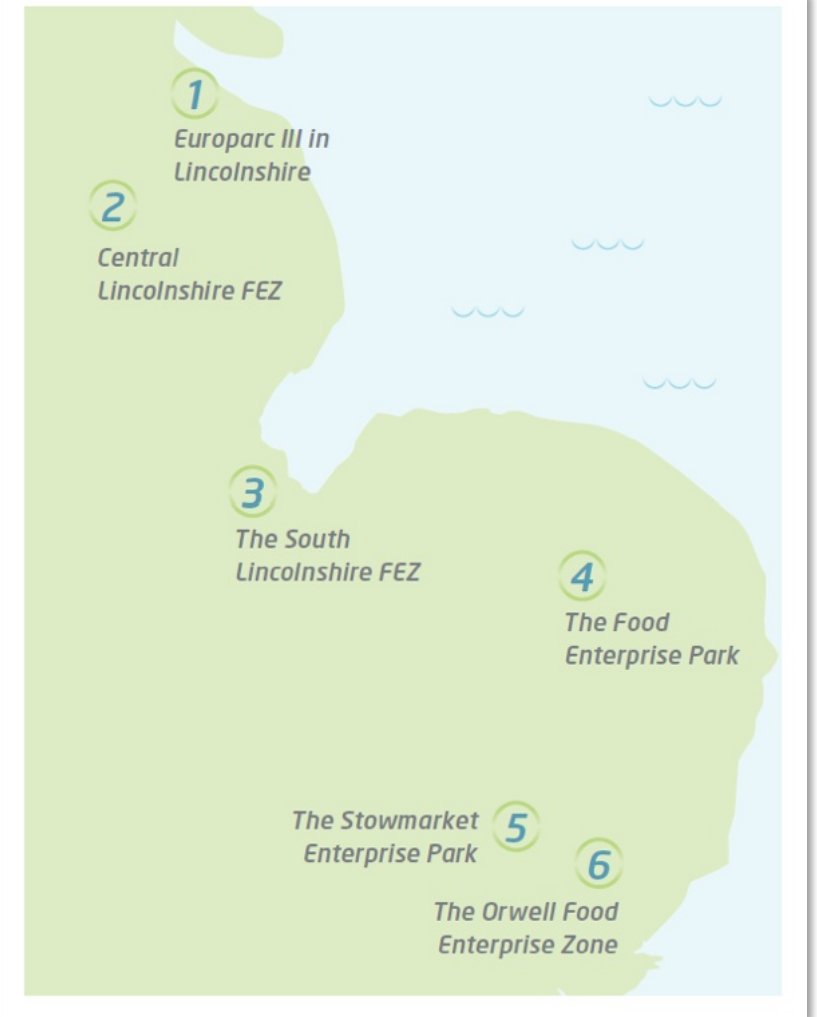 1
Europarc III in
Lincolnshire
2
Central
Lincolnshire FEZ
3
The South
Lincolnshire FEZ
4
The Food
Enterprise Park
The Stowmarket
Enterprise Park
5
6
The Orwell Food
Enterprise Zone